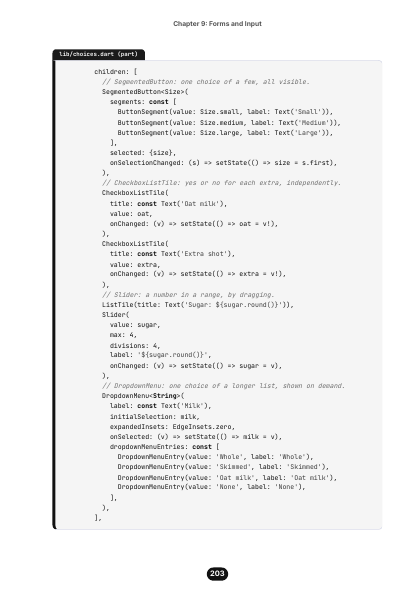 Chapter 9: Forms and Input
lib/choices.dart (part)
children: [
// SegmentedButton: one choice of a few, all visible.
SegmentedButton<Size>(
segments: const [
ButtonSegment(value: Size.small, label: Text('Small')),
ButtonSegment(value: Size.medium, label: Text('Medium')),
ButtonSegment(value: Size.large, label: Text('Large')),
],
selected: {size},
onSelectionChanged: (s) => setState(() => size = s.first),
),
// CheckboxListTile: yes or no for each extra, independently.
CheckboxListTile(
title: const Text('Oat milk'),
value: oat,
onChanged: (v) => setState(() => oat = v!),
),
CheckboxListTile(
title: const Text('Extra shot'),
value: extra,
onChanged: (v) => setState(() => extra = v!),
),
// Slider: a number in a range, by dragging.
ListTile(title: Text('Sugar: ${sugar.round()}')),
Slider(
value: sugar,
max: 4,
divisions: 4,
label: '${sugar.round()}',
onChanged: (v) => setState(() => sugar = v),
),
// DropdownMenu: one choice of a longer list, shown on demand.
DropdownMenu<String>(
label: const Text('Milk'),
initialSelection: milk,
expandedInsets: EdgeInsets.zero,
onSelected: (v) => setState(() => milk = v),
dropdownMenuEntries: const [
DropdownMenuEntry(value: 'Whole', label: 'Whole'),
DropdownMenuEntry(value: 'Skimmed', label: 'Skimmed'),
DropdownMenuEntry(value: 'Oat milk', label: 'Oat milk'),
DropdownMenuEntry(value: 'None', label: 'None'),
],
),
],
203